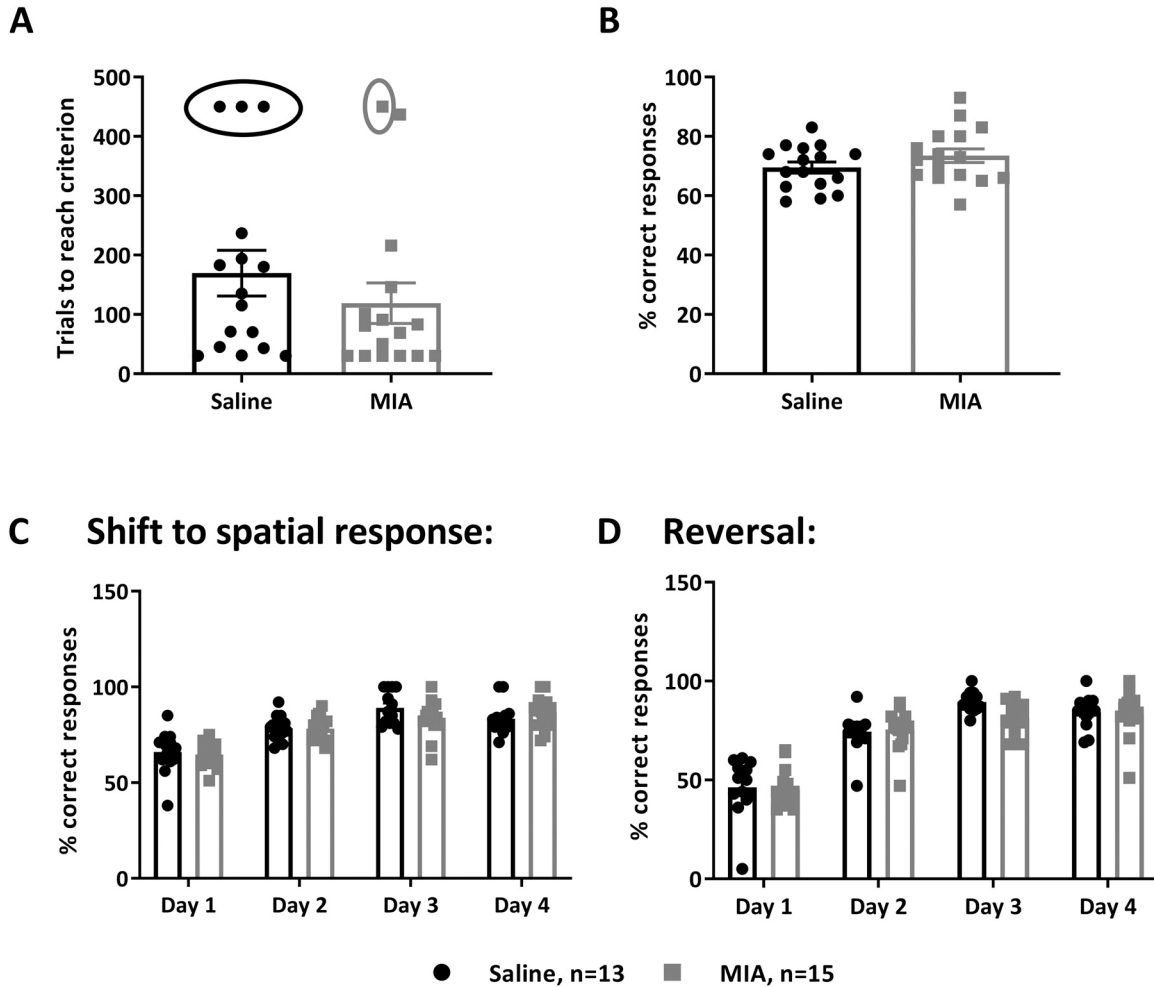 A
Trials to reach criterion
500
400
300
200
100
0
Saline MIA
B
% correct responses
100
80
60
40
20
0
Saline MIA
C Shift to spatial response:
% correct responses
150
100
50
0
Day 1 Day 2 Day 3 Day 4
D Reversal:
% correct responses
150
100
50
0
Day 1 Day 2 Day 3 Day 4
Saline, n=13 MIA, n=15